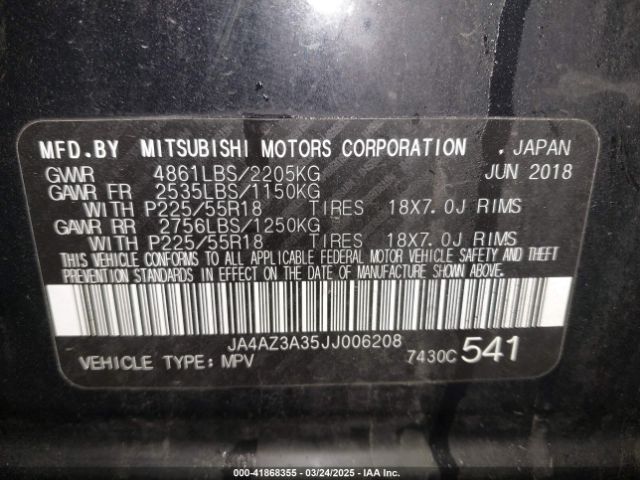 MFD.BY MITSUBISHI MOTORS CORPORATION , JAPAN
GVWR 4861LBS/2205KG JUN 2018
GAWR FR 2535LBS/1150KG
WITH P225/55R18 TIRES 18X7.0J RIMS
GAWR RR 2756LBS/1250KG
WITH P225/55R18 TIRES 18X7.0J RIMS
THIS VEHICLE CONFORMS TO ALL APPLICABLE FEDERAL MOTOR VEHICLE SAFETY AND THEFT
PREVENTION STANDARDS IN EFFECT ON THE DATE OF MANUFACTURE SHOWN ABOVE.
JA4AZ3A35JJ006208
VEHICLE TYPE: MPV 7430C 541
000-41868355 — 03/24/2025 — IAA Inc.